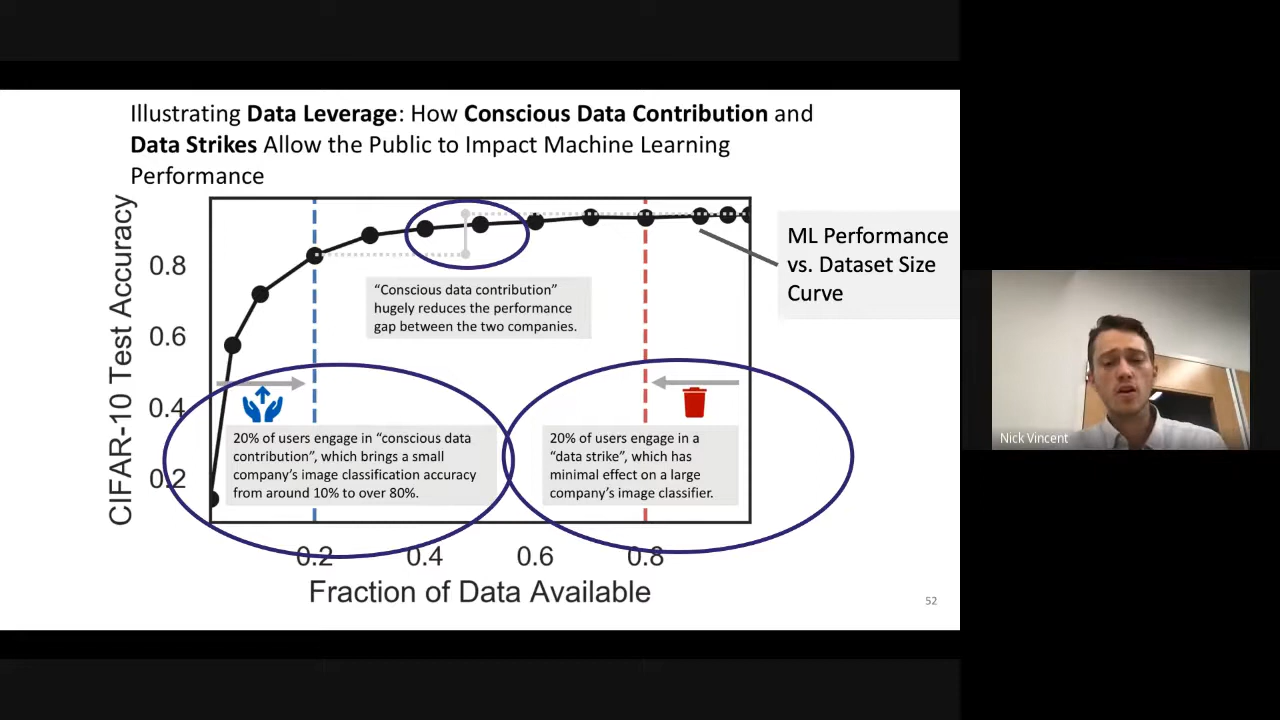 Illustrating Data Leverage: How Conscious Data Contribution and
Data Strikes Allow the Public to Impact Machine Learning
Performance
CIFAR-10 Test Accuracy
0.8
0.6
0.4
0.2
ML Performance
vs. Dataset Size
Curve
“Conscious data contribution”
hugely reduces the performance
gap between the two companies.
20% of users engage in “conscious data
contribution”, which brings a small
company’s image classification accuracy
from around 10% to over 80%.
20% of users engage in a
“data strike”, which has
minimal effect on a large
company’s image classifier.
0.2 0.4 0.6 0.8
Fraction of Data Available
52
Nick Vincent